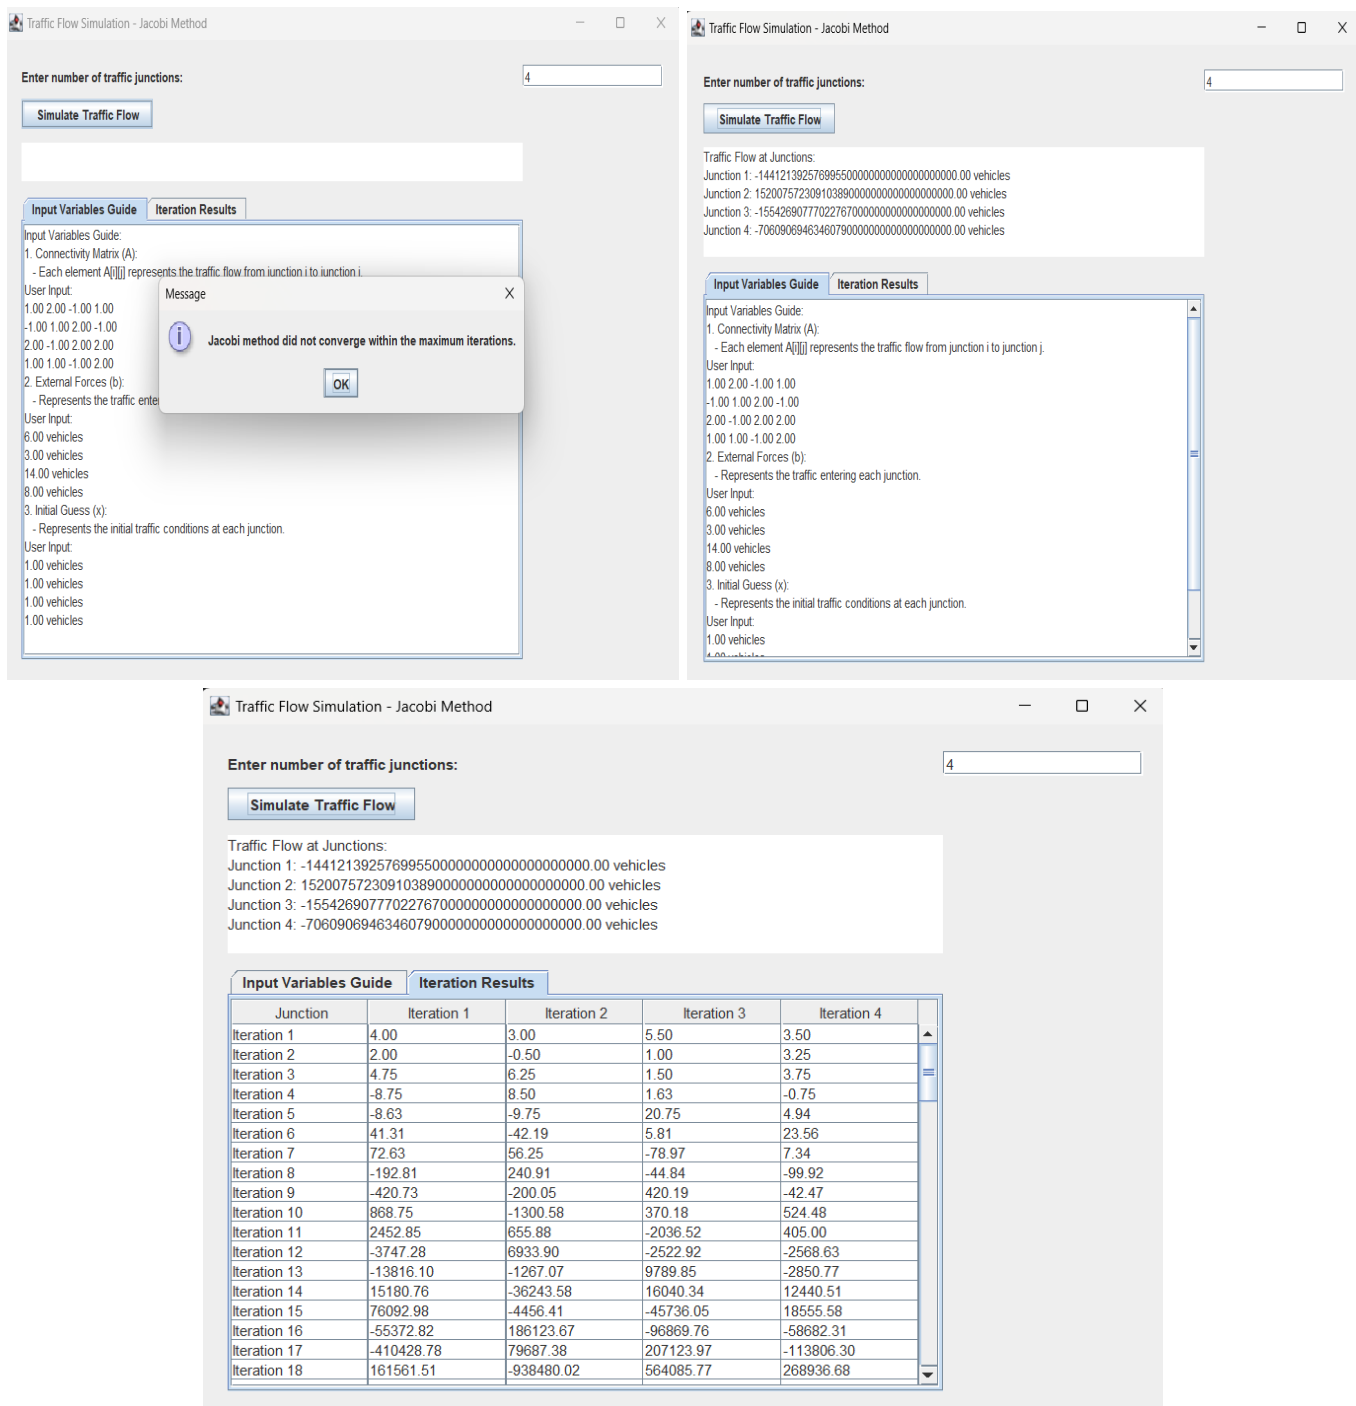 Traffic Flow Simulation - Jacobi Method
Enter number of traffic junctions:
4
Simulate Traffic Flow
Input Variables Guide
Iteration Results
Input Variables Guide:
1. Connectivity Matrix (A):
- Each element A[i][j] represents the traffic flow from junction i to junction j.
User Input:
1.00 2.00 -1.00 1.00
-1.00 1.00 2.00 -1.00
2.00 -1.00 2.00 2.00
1.00 1.00 -1.00 2.00
2. External Forces (b):
- Represents the traffic ente
User Input:
6.00 vehicles
3.00 vehicles
14.00 vehicles
8.00 vehicles
3. Initial Guess (x):
- Represents the initial traffic conditions at each junction.
User Input:
1.00 vehicles
1.00 vehicles
1.00 vehicles
1.00 vehicles
Message
X
Jacobi method did not converge within the maximum iterations.
OK
Traffic Flow Simulation - Jacobi Method
Enter number of traffic junctions:
4
Simulate Traffic Flow
Traffic Flow at Junctions:
Junction 1: -14412139257699550000000000000000000.00 vehicles
Junction 2: 15200757230910389000000000000000000.00 vehicles
Junction 3: -15542690777022767000000000000000000.00 vehicles
Junction 4: -7060906946346079000000000000000000.00 vehicles
Input Variables Guide
Iteration Results
Input Variables Guide:
1. Connectivity Matrix (A):
- Each element A[i][j] represents the traffic flow from junction i to junction j.
User Input:
1.00 2.00 -1.00 1.00
-1.00 1.00 2.00 -1.00
2.00 -1.00 2.00 2.00
1.00 1.00 -1.00 2.00
2. External Forces (b):
- Represents the traffic entering each junction.
User Input:
6.00 vehicles
3.00 vehicles
14.00 vehicles
8.00 vehicles
3. Initial Guess (x):
- Represents the initial traffic conditions at each junction.
User Input:
1.00 vehicles
Traffic Flow Simulation - Jacobi Method
Enter number of traffic junctions:
4
Simulate Traffic Flow
Traffic Flow at Junctions:
Junction 1: -14412139257699550000000000000000000.00 vehicles
Junction 2: 15200757230910389000000000000000000.00 vehicles
Junction 3: -15542690777022767000000000000000000.00 vehicles
Junction 4: -7060906946346079000000000000000000.00 vehicles
Input Variables Guide
Iteration Results
Junction Iteration 1 Iteration 2 Iteration 3 Iteration 4
Iteration 1 4.00 3.00 5.50 3.50
Iteration 2 2.00 -0.50 1.00 3.25
Iteration 3 4.75 6.25 1.50 3.75
Iteration 4 -8.75 8.50 1.63 -0.75
Iteration 5 -8.63 -9.75 20.75 4.94
Iteration 6 41.31 -42.19 5.81 23.56
Iteration 7 72.63 56.25 -78.97 7.34
Iteration 8 -192.81 240.91 -44.84 -99.92
Iteration 9 -420.73 -200.05 420.19 -42.47
Iteration 10 868.75 -1300.58 370.18 524.48
Iteration 11 2452.85 655.88 -2036.52 405.00
Iteration 12 -3747.28 6933.90 -2522.92 -2568.63
Iteration 13 -13816.10 -1267.07 9789.85 -2850.77
Iteration 14 15180.76 -36243.58 16040.34 12440.51
Iteration 15 76092.98 -4456.41 -45736.05 18555.58
Iteration 16 -55372.82 186123.67 -96869.76 -58682.31
Iteration 17 -410428.78 79687.38 207123.97 -113806.30
Iteration 18 161561.51 -938480.02 564085.77 268936.68